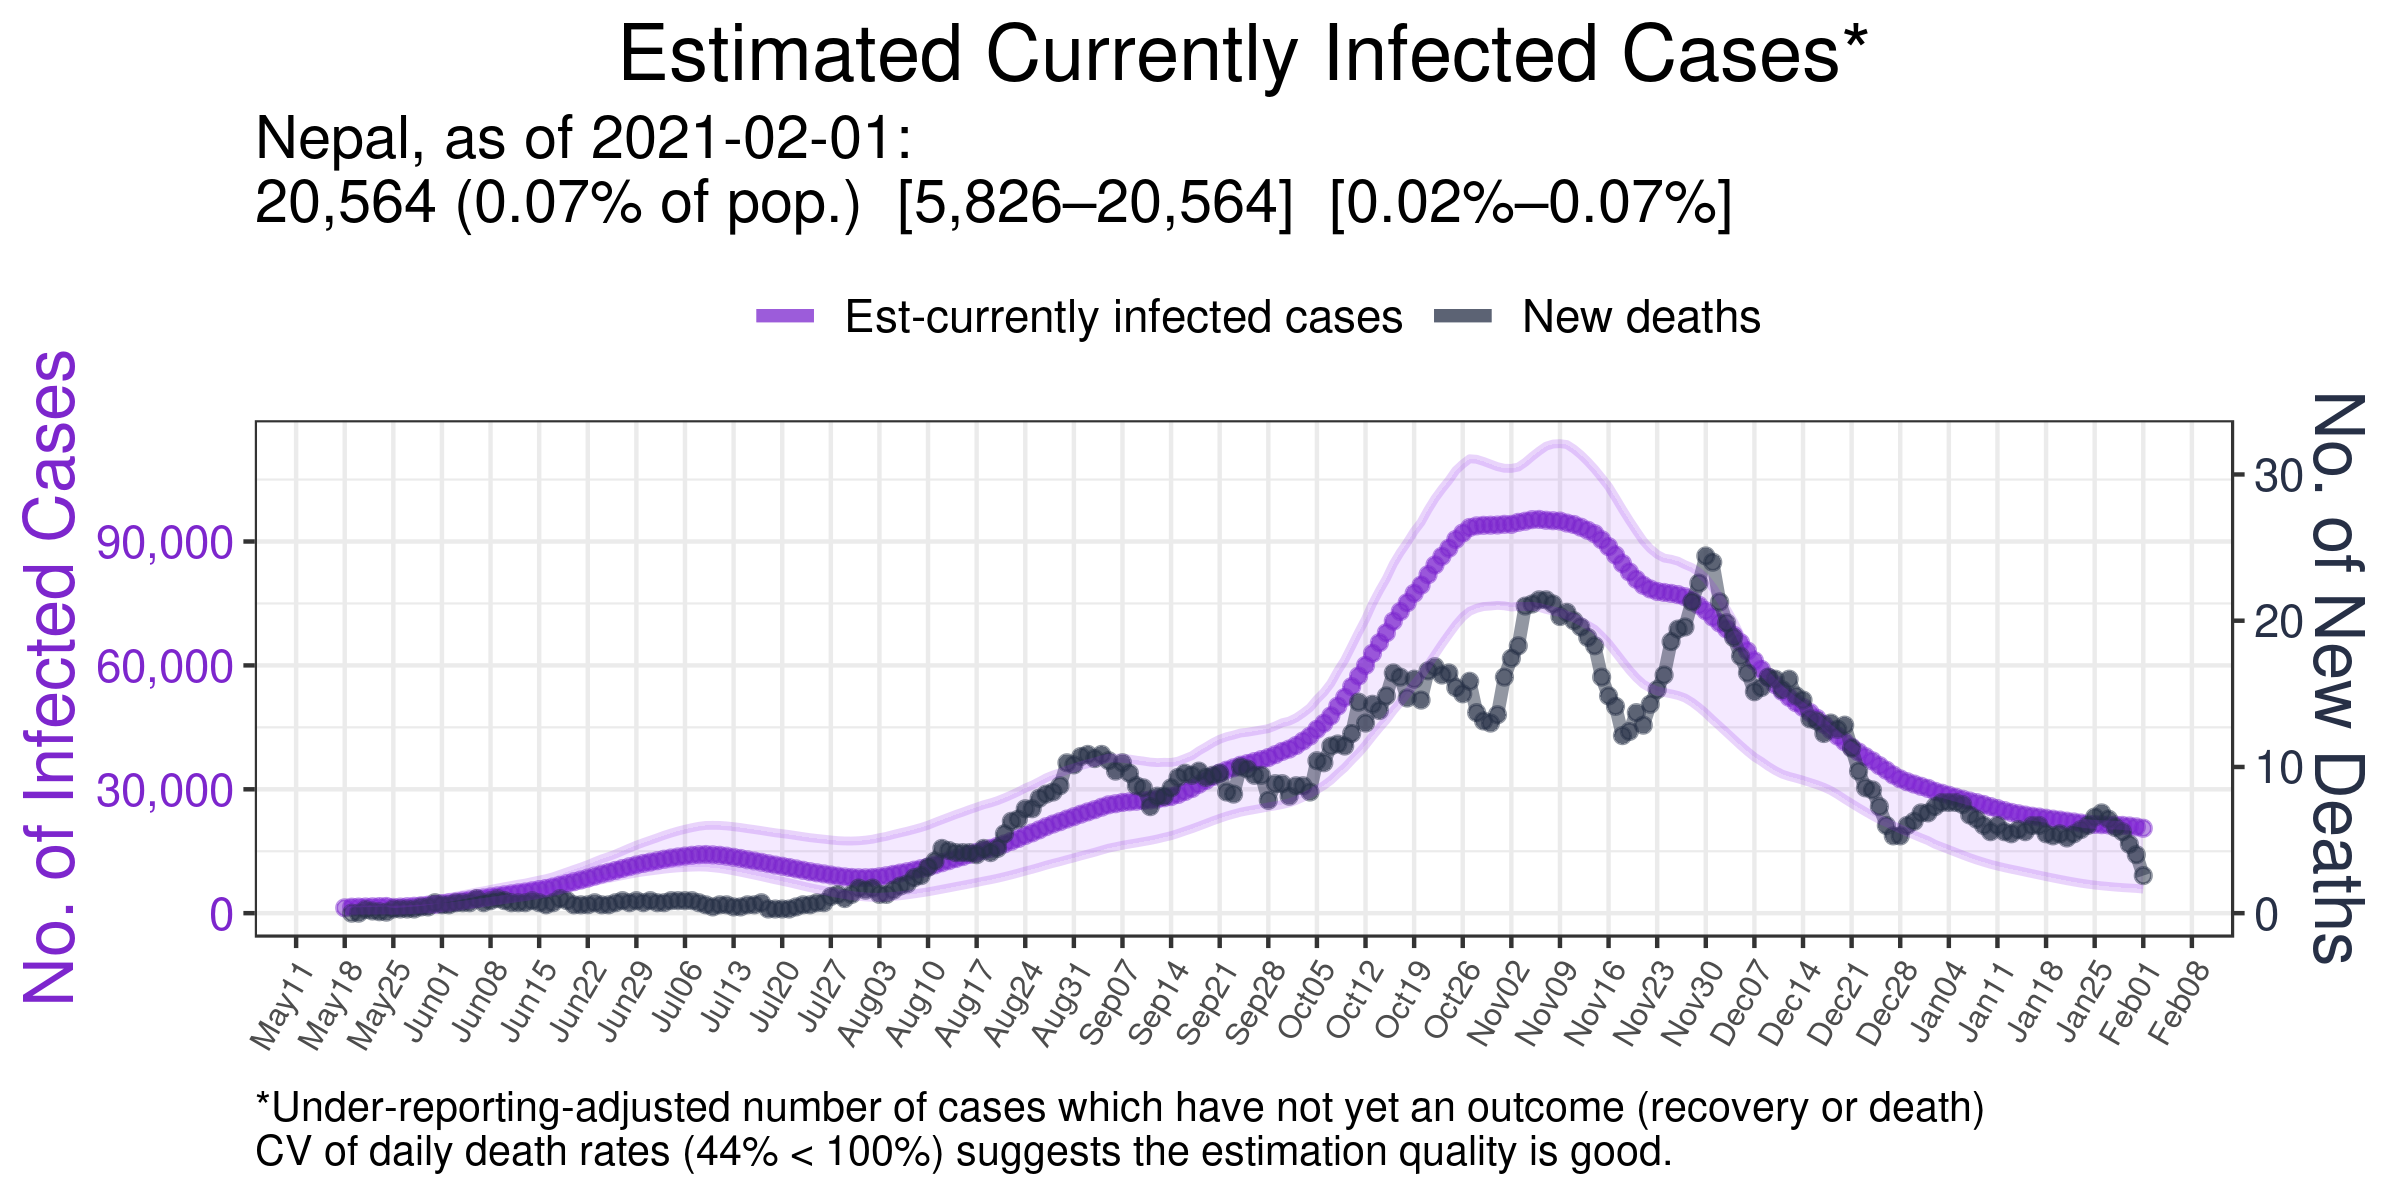 Estimated Currently Infected Cases*
Nepal, as of 2021-02-01:
20,564 (0.07% of pop.) [5,826–20,564] [0.02%–0.07%]
Est-currently infected cases New deaths
No. of Infected Cases
90,000
60,000
30,000
0
30
20
10
0
No. of New Deaths
May11 May18 May25 Jun01 Jun08 Jun15 Jun22 Jun29 Jul06 Jul13 Jul20 Jul27 Aug03 Aug10 Aug17 Aug24 Aug31 Sep07 Sep14 Sep21 Sep28 Oct05 Oct12 Oct19 Oct26 Nov02 Nov09 Nov16 Nov23 Nov30 Dec07 Dec14 Dec21 Dec28 Jan04 Jan11 Jan18 Jan25 Feb01 Feb08
*Under-reporting-adjusted number of cases which have not yet an outcome (recovery or death)
CV of daily death rates (44% < 100%) suggests the estimation quality is good.